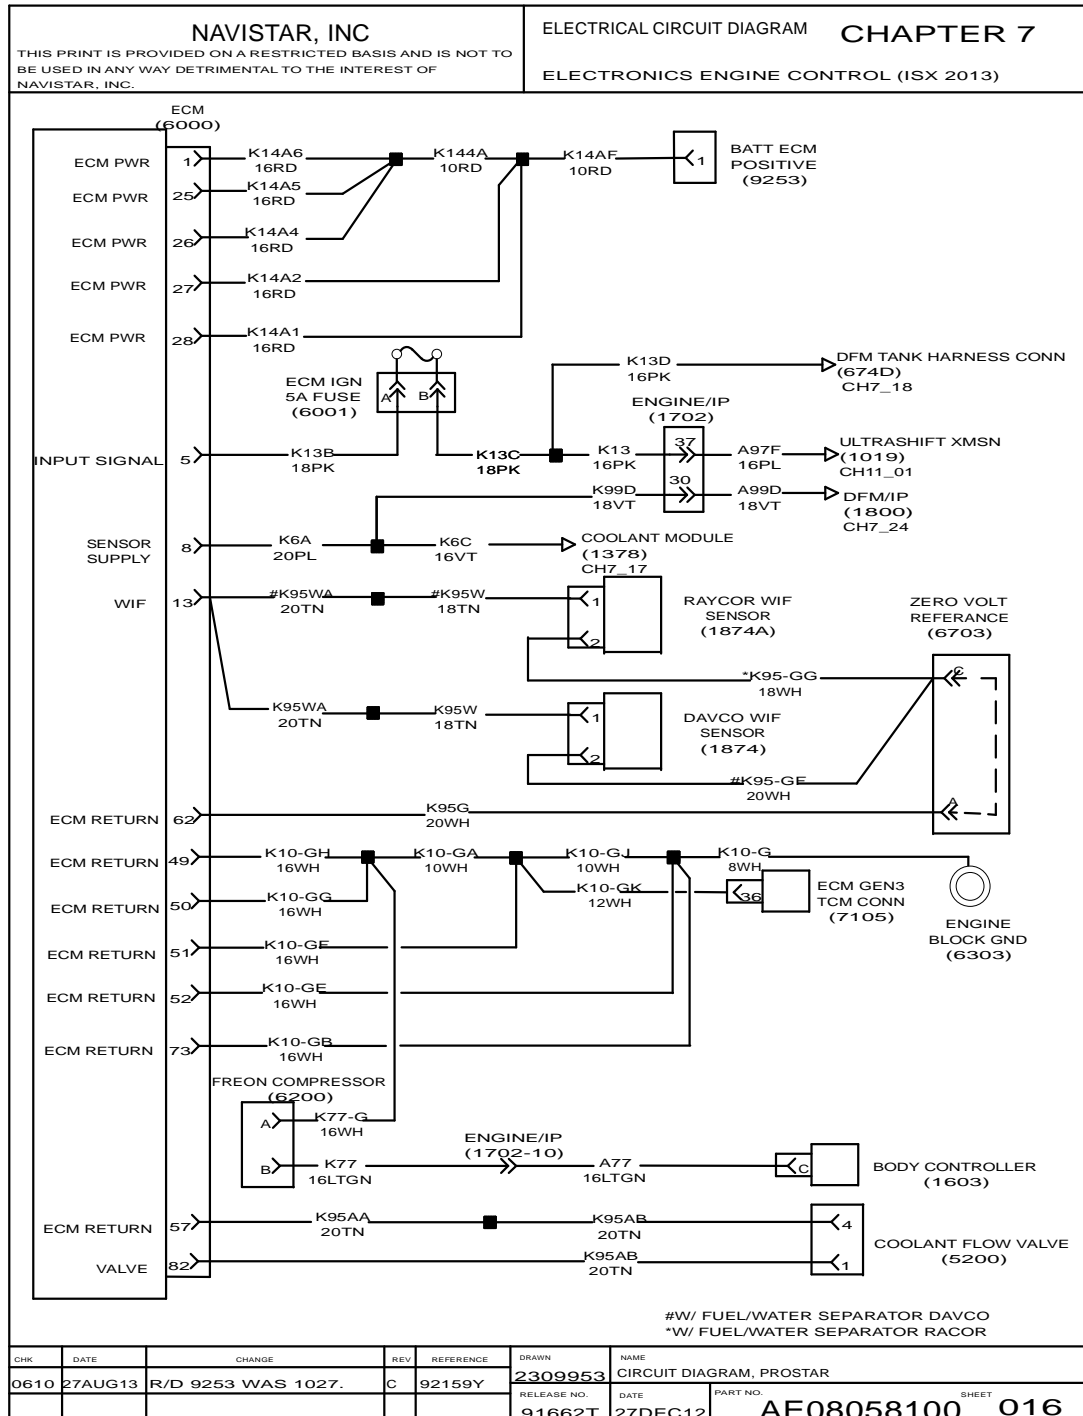 NAVISTAR, INC
THIS PRINT IS PROVIDED ON A RESTRICTED BASIS AND IS NOT TO
BE USED IN ANY WAY DETRIMENTAL TO THE INTEREST OF
NAVISTAR, INC.
ELECTRICAL CIRCUIT DIAGRAM CHAPTER 7
ELECTRONICS ENGINE CONTROL (ISX 2013)
ECM
(6000)
ECM PWR 1 K14A6 16RD K144A 10RD K14AF 10RD 1
BATT ECM
POSITIVE
(9253)
ECM PWR 25 K14A5 16RD
ECM PWR 26 K14A4 16RD
ECM PWR 27 K14A2 16RD
ECM PWR 28 K14A1 16RD
ECM IGN
5A FUSE
(6001)
A B
K13D
16PK
DFM TANK HARNESS CONN
(674D)
CH7_18
ENGINE/IP
(1702)
INPUT SIGNAL 5 K13B 18PK K13C 18PK K13 16PK 37 A97F 16PL
ULTRASHIFT XMSN
(1019)
CH11_01
K99D 18VT 30 A99D 18VT
DFM/IP
(1800)
CH7_24
SENSOR
SUPPLY
8 K6A 20PL K6C 16VT
COOLANT MODULE
(1378)
CH7_17
WIF 13 #K95WA 20TN #K95W 18TN 1 2
RAYCOR WIF
SENSOR
(1874A)
ZERO VOLT
REFERANCE
(6703)
*K95-GG
18WH
C
K95WA 20TN K95W 18TN 1 2
DAVCO WIF
SENSOR
(1874)
#K95-GF
20WH
A
ECM RETURN 62 K95G 20WH
ECM RETURN 49 K10-GH 16WH K10-GA 10WH K10-GJ 10WH K10-G 8WH
K10-GK 12WH 36
ECM GEN3
TCM CONN
(7105)
ENGINE
BLOCK GND
(6303)
ECM RETURN 50 K10-GG 16WH
ECM RETURN 51 K10-GF 16WH
ECM RETURN 52 K10-GE 16WH
ECM RETURN 73 K10-GB 16WH
FREON COMPRESSOR
(6200)
A K77-G 16WH
ENGINE/IP
(1702-10)
B K77 16LTGN A77 16LTGN C
BODY CONTROLLER
(1603)
ECM RETURN 57 K95AA 20TN K95AB 20TN 4
COOLANT FLOW VALVE
(5200)
VALVE 82 K95AB 20TN 1
#W/ FUEL/WATER SEPARATOR DAVCO
*W/ FUEL/WATER SEPARATOR RACOR
CHK DATE CHANGE REV REFERENCE DRAWN NAME
0610 27AUG13 R/D 9253 WAS 1027. C 92159Y 2309953 CIRCUIT DIAGRAM, PROSTAR
RELEASE NO. DATE PART NO. SHEET
91662T 27DEC12 AF08058100 016